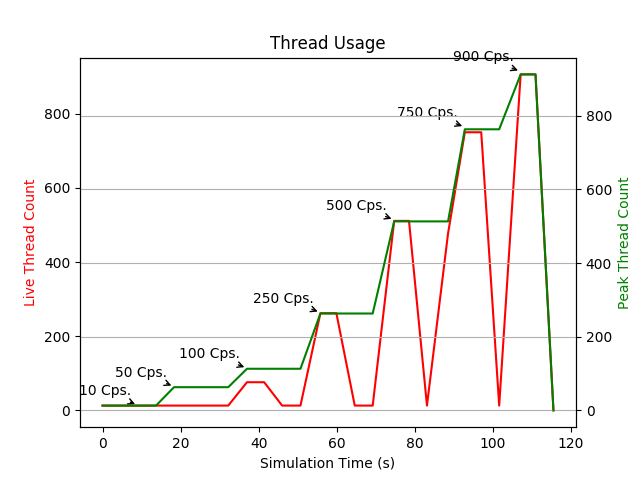 Thread Usage
900 Cps.
750 Cps.
500 Cps.
250 Cps.
100 Cps.
50 Cps.
10 Cps.
Live Thread Count
800
600
400
200
0
Peak Thread Count
800
600
400
200
0
0 20 40 60 80 100 120
Simulation Time (s)